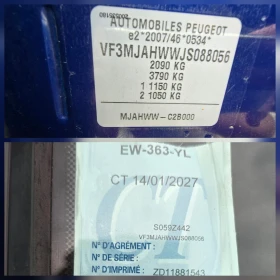 AUTOMOBILES PEUGEOT
e2*2007/46*0534*
VF3MJAHWWJS088056
2090 KG
3790 KG
1 1150 KG
2 1050 KG
MJAHWW-C2B000
EW-363-YL
CT 14/01/2027
S059Z442
VF3MJAHWWJS088056
N° D'AGRÉMENT :
N° DE SÉRIE :
N° D'IMPRIMÉ : ZD11881543